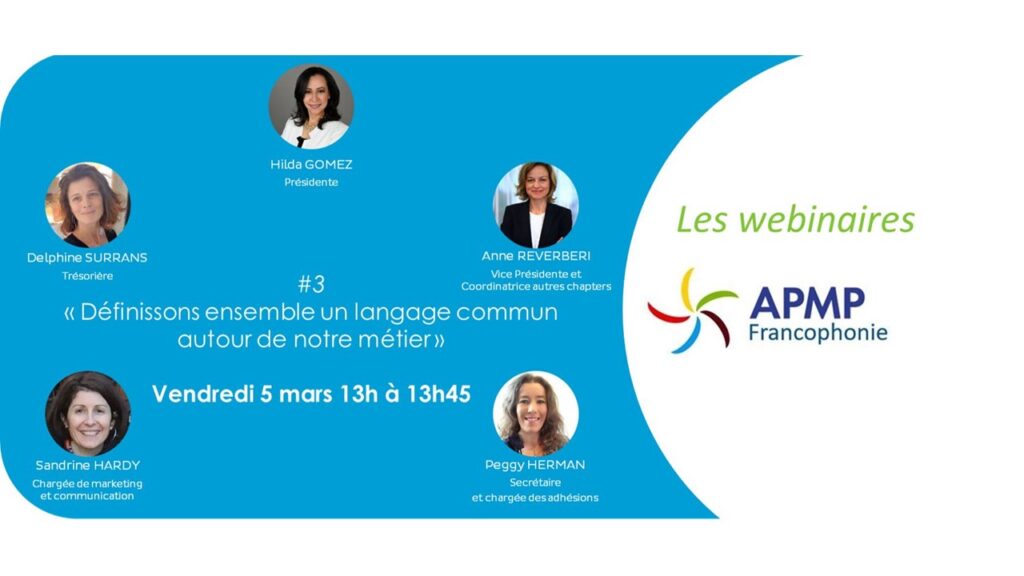 Hilda GOMEZ
Présidente
Delphine SURRANS
Trésorière
Anne REVERBERI
Vice Présidente et
Coordinatrice autres chapters
#3
« Définissons ensemble un langage commun
autour de notre métier»
Vendredi 5 mars 13h à 13h45
Sandrine HARDY
Chargée de marketing
et communication
Peggy HERMAN
Secrétaire
et chargée des adhésions
Les webinaires
APMP
Francophonie